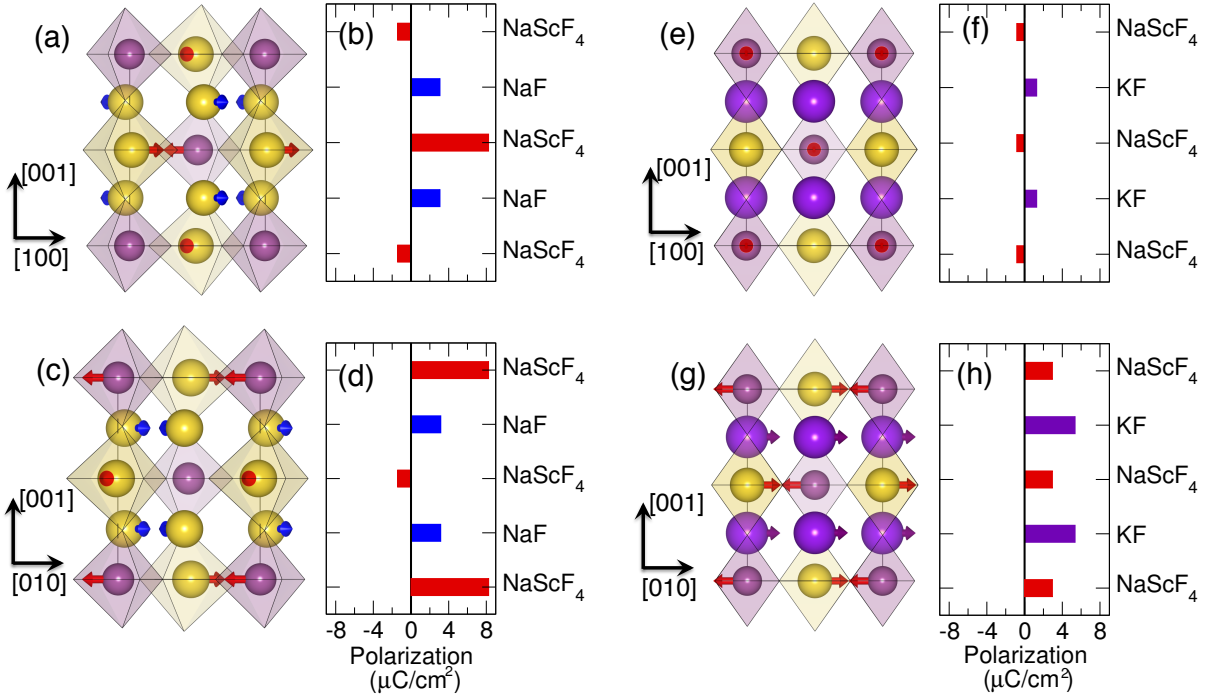 (a)
[001]
[100]
(b)
NaScF4
NaF
NaScF4
NaF
NaScF4
(e)
[001]
[100]
(f)
NaScF4
KF
NaScF4
KF
NaScF4
(c)
[001]
[010]
(d)
NaScF4
NaF
NaScF4
NaF
NaScF4
-8 -4 0 4 8
Polarization
(μC/cm2)
(g)
[001]
[010]
(h)
NaScF4
KF
NaScF4
KF
NaScF4
-8 -4 0 4 8
Polarization
(μC/cm2)